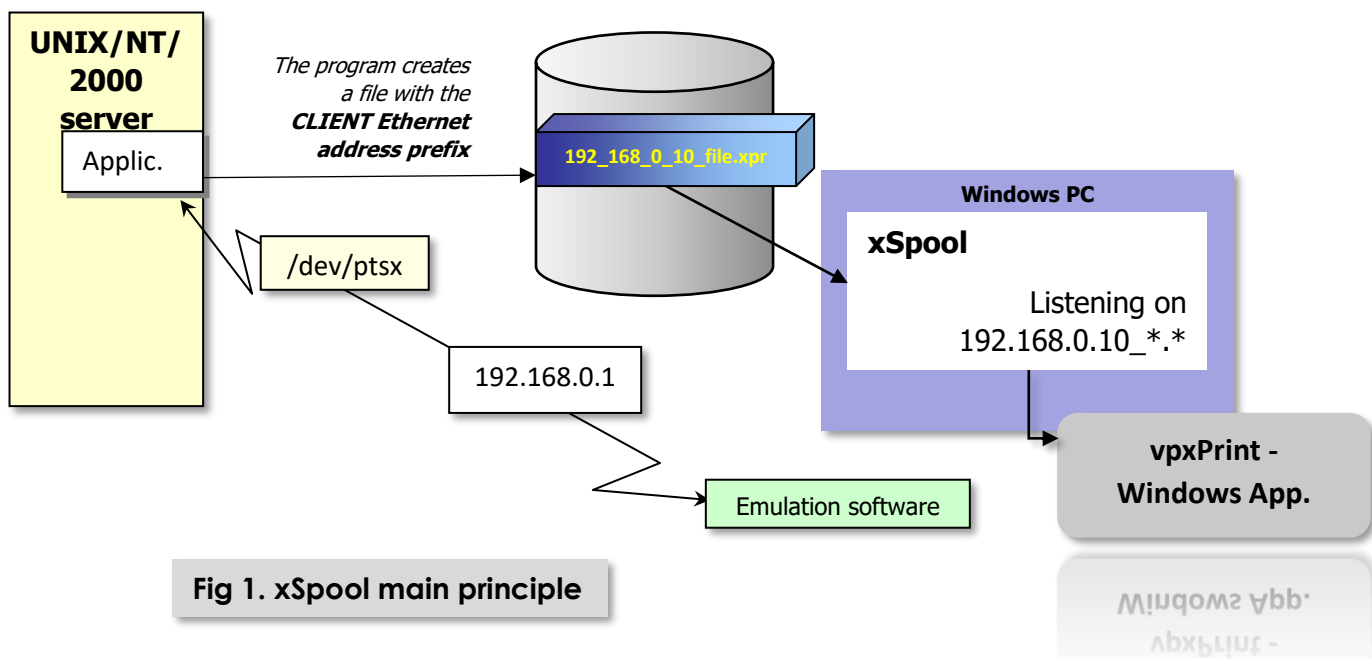 UNIX/NT/
2000
server
Applic.
The program creates
a file with the
CLIENT Ethernet
address prefix
192_168_0_10_file.xpr
/dev/ptsx
192.168.0.1
Emulation software
Windows PC
xSpool
Listening on
192.168.0.10_*.*
vpxPrint -
Windows App.
Fig 1. xSpool main principle
Windows App.
vpxPrint -